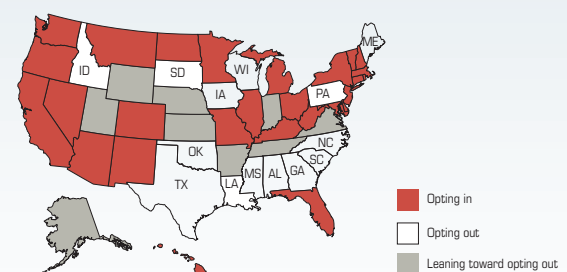 ME
ID
SD
WI
IA
PA
OK
NC
SC
TX
LA
MS
AL
GA
Opting in
Opting out
Leaning toward opting out